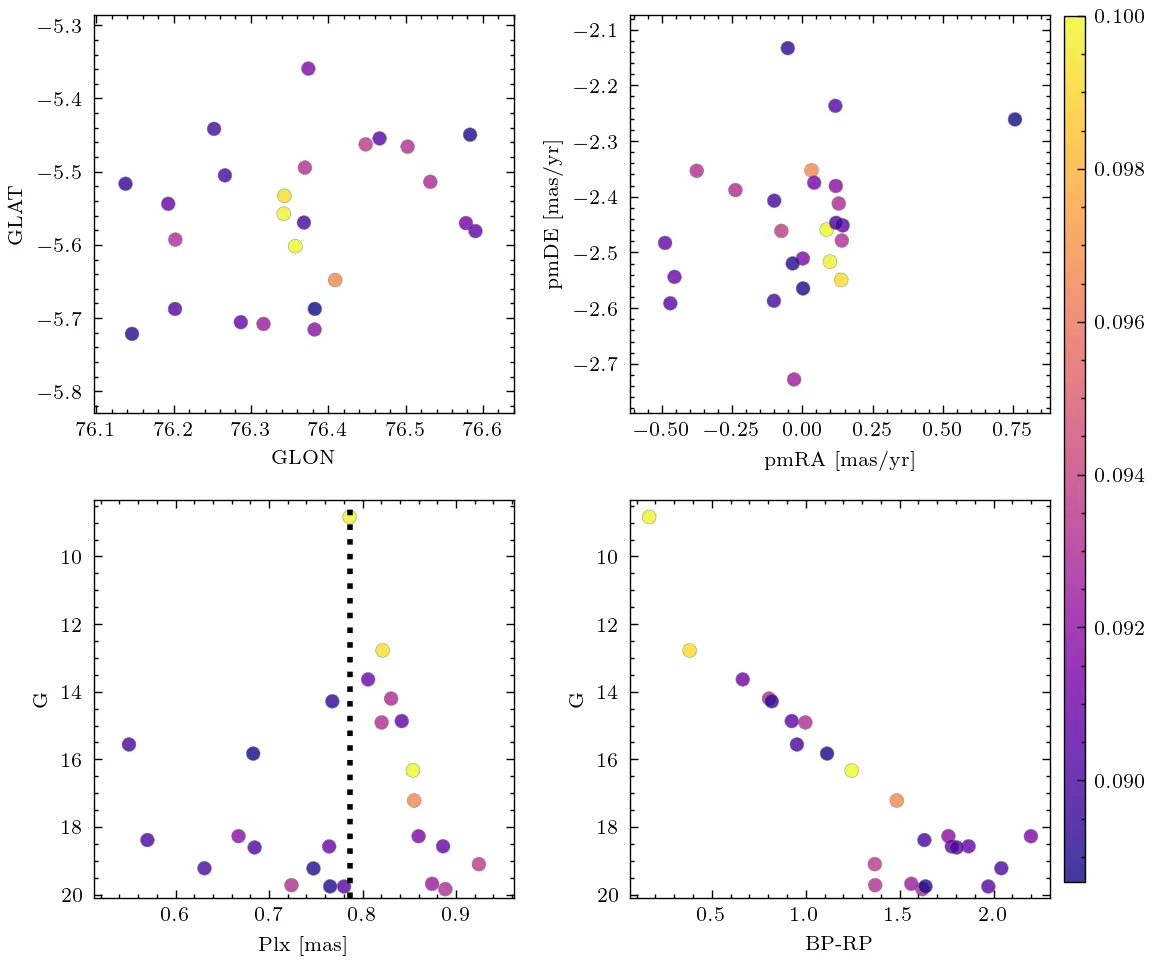 −5.3
−5.4
−5.5
−5.6
−5.7
−5.8
GLAT
76.1 76.2 76.3 76.4 76.5 76.6
GLON
−2.1
−2.2
−2.3
−2.4
−2.5
−2.6
−2.7
pmDE [mas/yr]
−0.50 −0.25 0.00 0.25 0.50 0.75
pmRA [mas/yr]
0.100
0.098
0.096
0.094
0.092
0.090
10
12
14
16
18
20
G
0.6 0.7 0.8 0.9
Plx [mas]
10
12
14
16
18
20
G
0.5 1.0 1.5 2.0
BP-RP